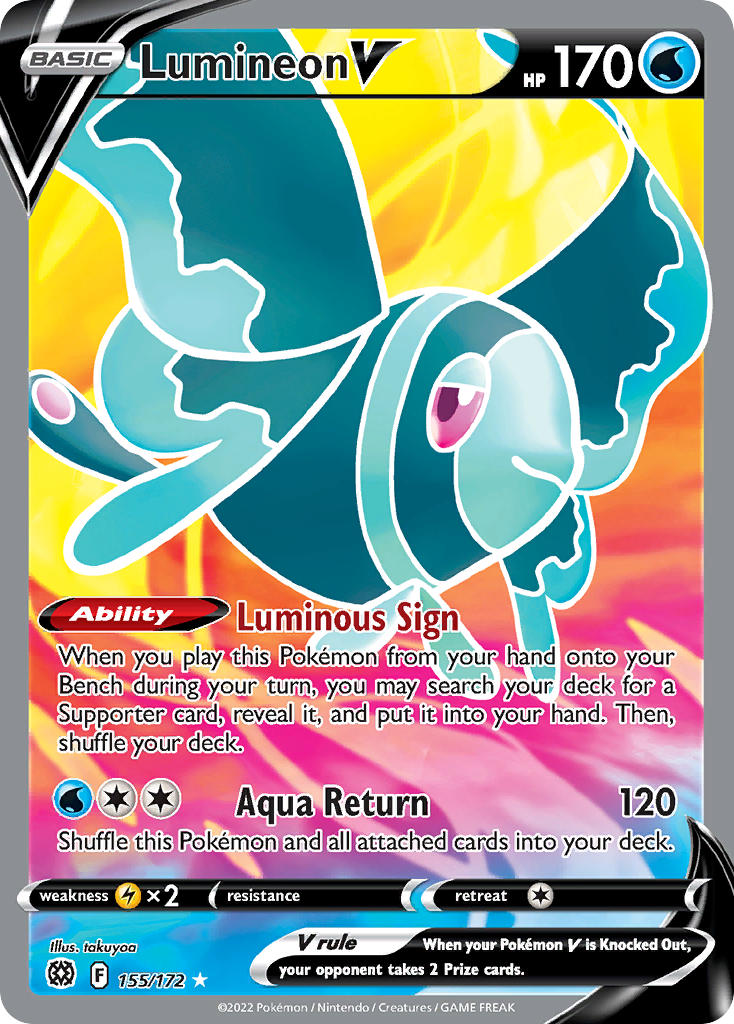 BASIC Lumineon V HP 170
Ability Luminous Sign
When you play this Pokémon from your hand onto your
Bench during your turn, you may search your deck for a
Supporter card, reveal it, and put it into your hand. Then,
shuffle your deck.
Aqua Return 120
Shuffle this Pokémon and all attached cards into your deck.
weakness ×2 resistance retreat
Illus. takuyoa
V rule When your Pokémon V is Knocked Out,
your opponent takes 2 Prize cards.
F 155/172
©2022 Pokémon / Nintendo / Creatures / GAME FREAK